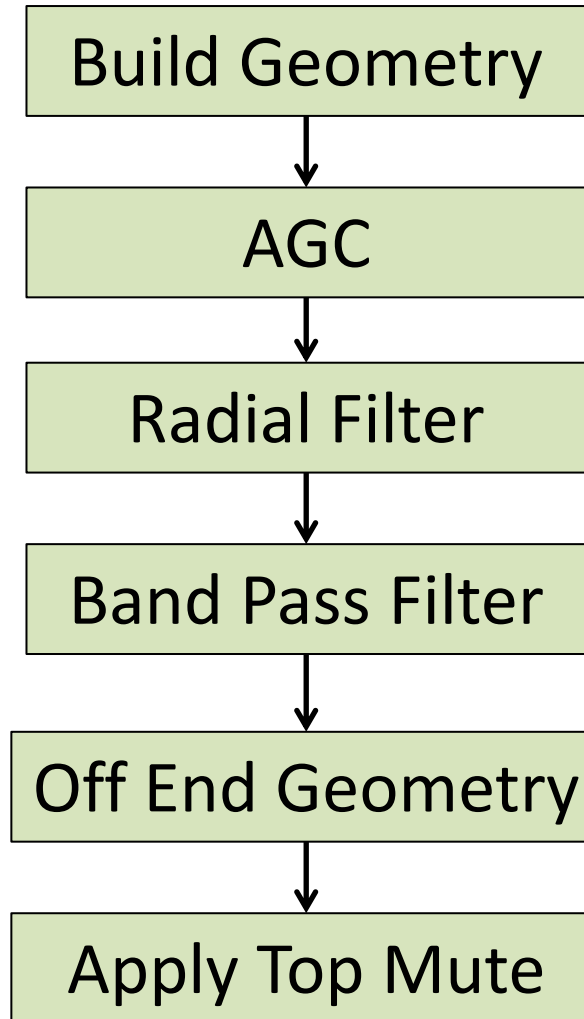 Build Geometry
AGC
Radial Filter
Band Pass Filter
Off End Geometry
Apply Top Mute